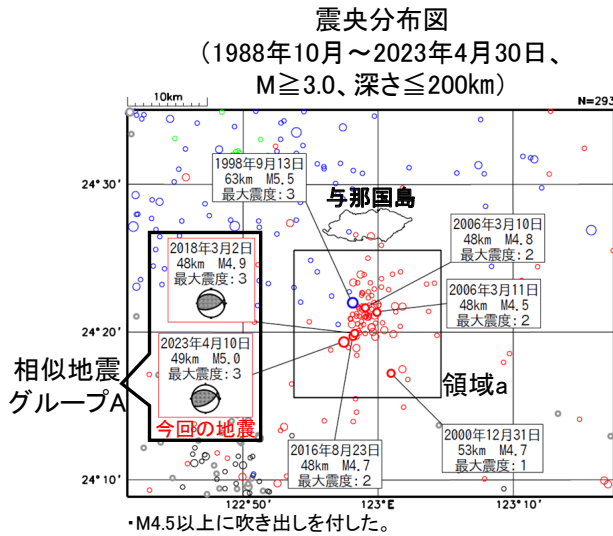 震央分布図
（1988年10月～2023年4月30日、
M≧3.0、深さ≦200km）
10km
N=293
1998年9月13日
63km M5.5
最大震度:3
24°30′
与那国島
2018年3月2日
48km M4.9
最大震度:3
2006年3月10日
48km M4.8
最大震度:2
2006年3月11日
48km M4.5
最大震度:2
24°20′
2023年4月10日
49km M5.0
最大震度:3
相似地震
グループA
今回の地震
領域a
2000年12月31日
53km M4.7
最大震度:1
2016年8月23日
48km M4.7
最大震度:2
24°10′
122°50′
123°E
123°10′
・M4.5以上に吹き出しを付した。